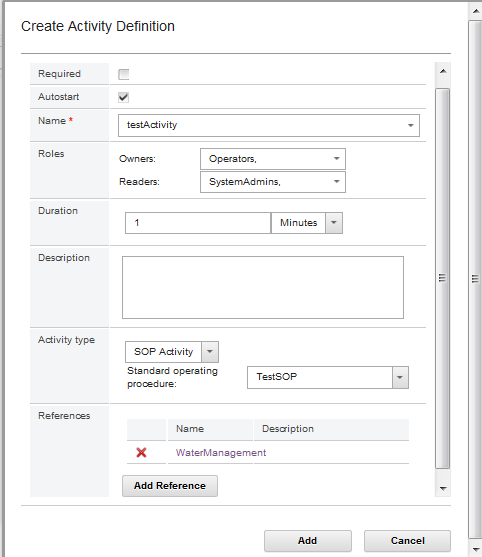 Create Activity Definition
Required
Autostart
Name * testActivity
Roles Owners: Operators,
Readers: SystemAdmins,
Duration 1 Minutes
Description
Activity type SOP Activity
Standard operating procedure: TestSOP
References
Name Description
WaterManagement
Add Reference
Add Cancel